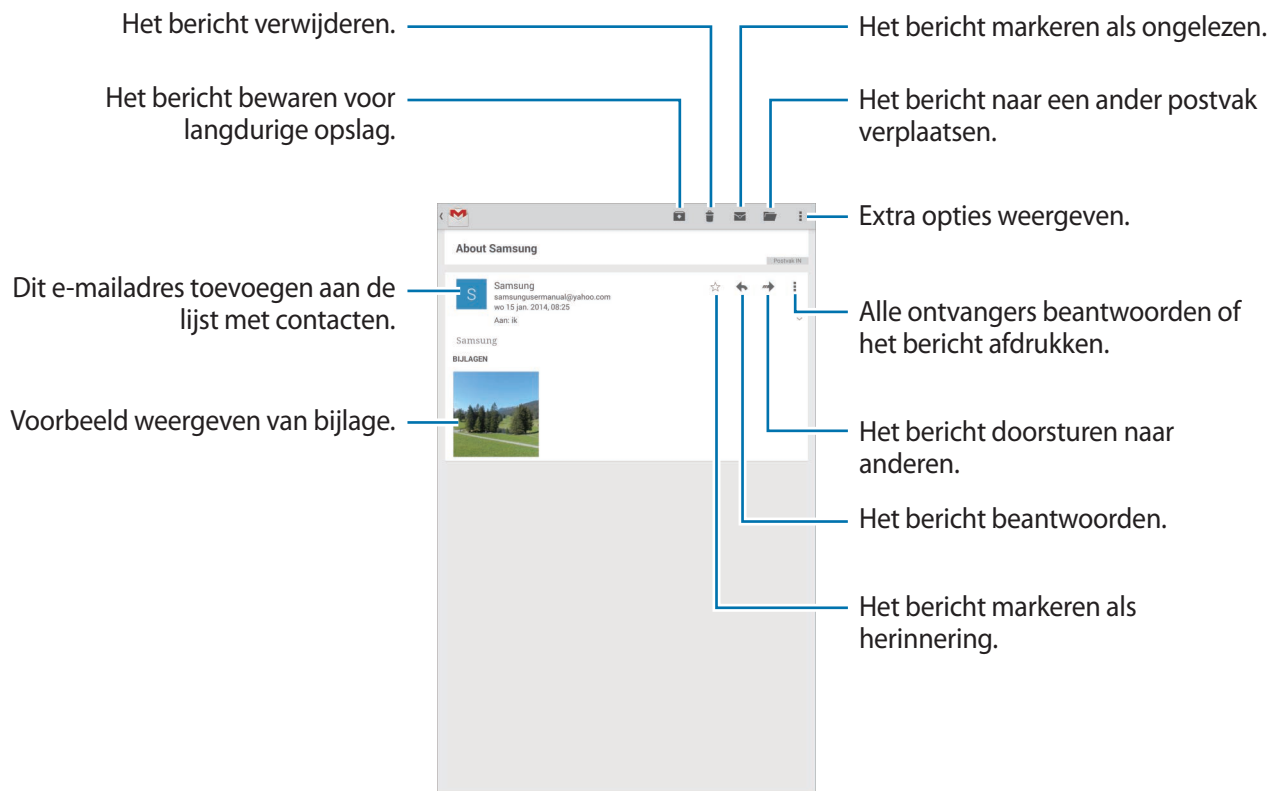 Het bericht verwijderen.
Het bericht bewaren voor
langdurige opslag.
Dit e-mailadres toevoegen aan de
lijst met contacten.
Voorbeeld weergeven van bijlage.
About Samsung
Postvak IN
S
Samsung
samsungusermanual@yahoo.com
wo 15 jan. 2014, 08:25
Aan: ik
Samsung
BIJLAGEN
Het bericht markeren als ongelezen.
Het bericht naar een ander postvak
verplaatsen.
Extra opties weergeven.
Alle ontvangers beantwoorden of
het bericht afdrukken.
Het bericht doorsturen naar
anderen.
Het bericht beantwoorden.
Het bericht markeren als
herinnering.